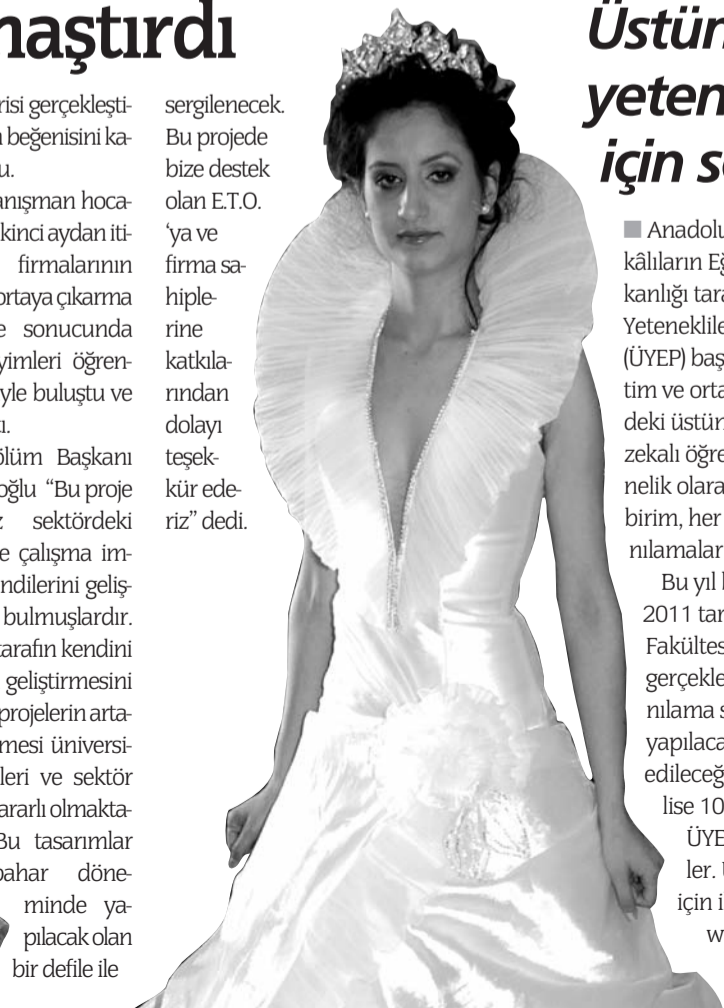 naştırdı
risi gerçekleşti-
n beğenisini ka-
u.
anışman hoca-
kinci aydan iti-
firmalarının
ortaya çıkarma
e sonucunda
yimleri öğren-
yle buluştu ve
ı.
ölüm Başkanı
oğlu “Bu proje
z sektördeki
e çalışma im-
ndilerini geliş-
bulmuşlardır.
tarafın kendini
geliştirmesini
projelerin arta-
mesi üniversi-
leri ve sektör
ararlı olmakta-
Bu tasarımlar
bahar döne-
minde ya-
pılacak olan
bir defile ile
sergilenecek.
Bu projede
bize destek
olan E.T.O.
‘ya ve
firma sa-
hiple-
rine
katkıla-
rından
dolayı
teşek-
kür ede-
riz” dedi.
Üstün
yeten
için s
Anadolu
kâlıların Eğ
kanlığı tara
Yeteneklile
(ÜYEP) baş
tim ve orta
deki üstün
zekalı öğre
nelik olara
birim, her
nılamalar
Bu yıl
2011 tar
Fakültes
gerçekle
nılama s
yapılaca
edileceğ
lise 10
ÜYE
ler.
için i
w